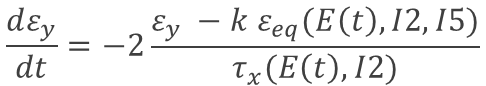 dε_y/dt = −2 (ε_y − k ε_eq(E(t), I2, I5))/(τ_x(E(t), I2))